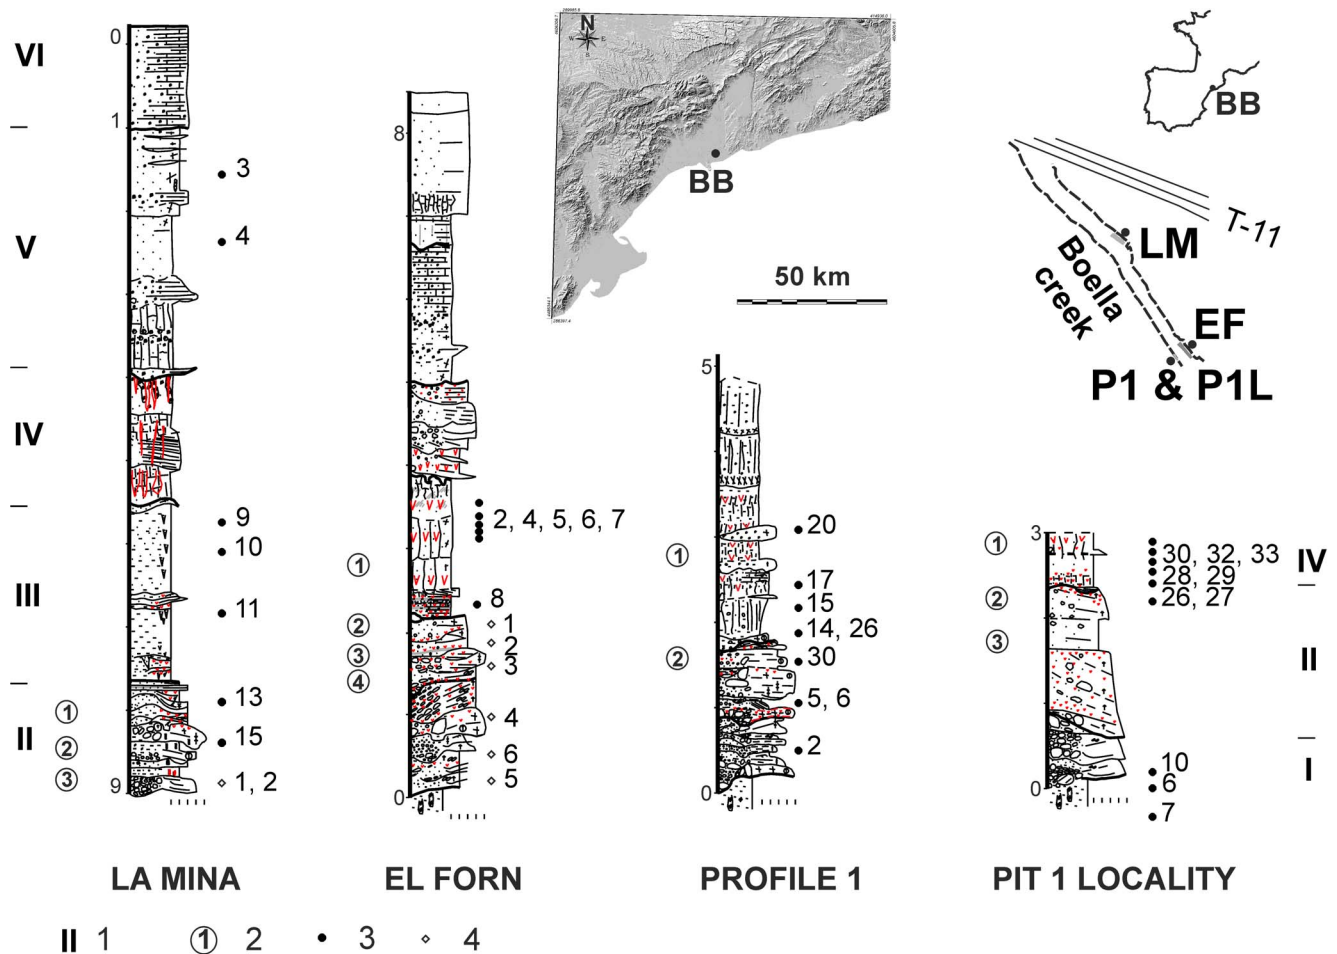 VI
V
IV
III
II
0
1
9
3
4
9
10
11
13
15
1, 2
1
2
3
LA MINA
8
0
2, 4, 5, 6, 7
8
1
2
3
4
6
5
1
2
3
4
EL FORN
N
W
E
S
BB
50 km
5
0
20
17
15
14, 26
30
5, 6
2
1
2
PROFILE 1
BB
T-11
LM
Boella
creek
EF
P1 & P1L
3
0
30, 32, 33
28, 29
26, 27
10
6
7
1
2
3
IV
II
I
PIT 1 LOCALITY
II 1 1 2 3 4